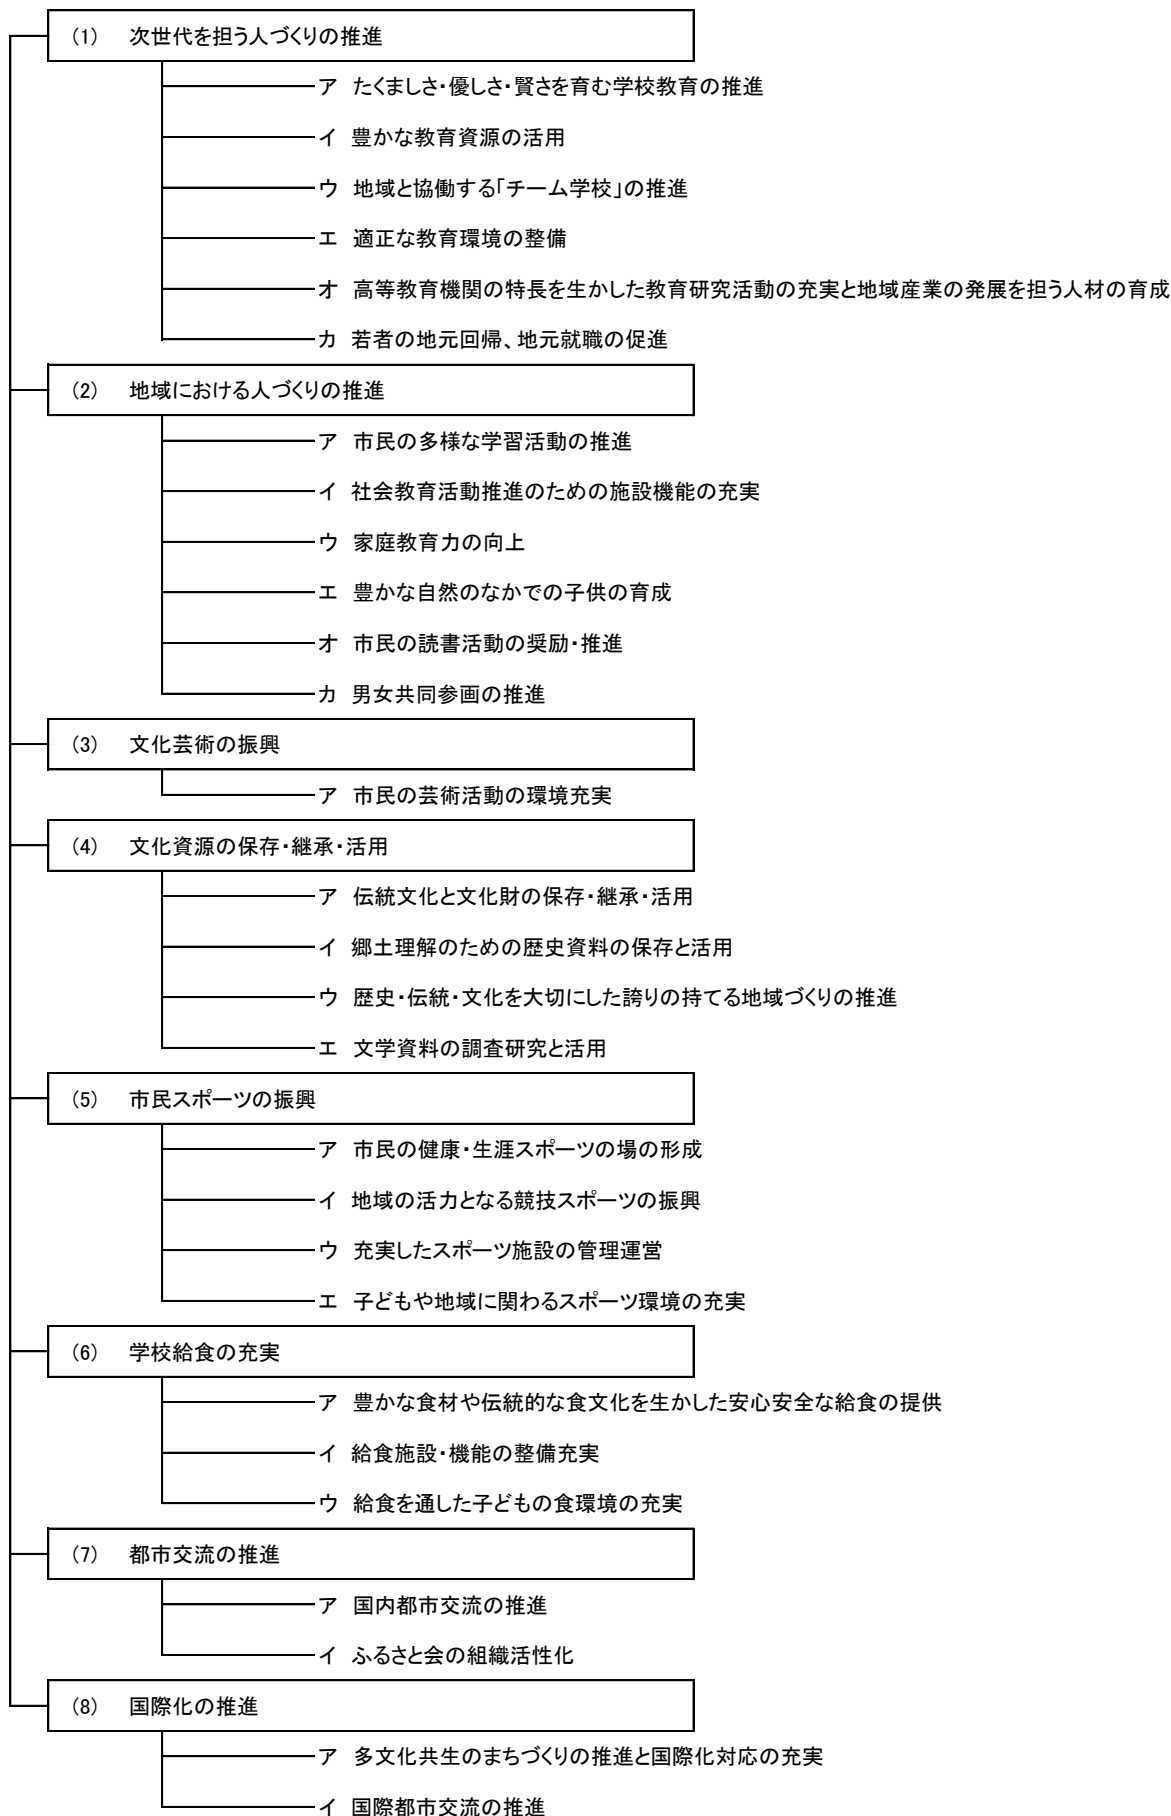 (1) 次世代を担う人づくりの推進
ア たくましさ・優しさ・賢さを育む学校教育の推進
イ 豊かな教育資源の活用
ウ 地域と協働する「チーム学校」の推進
エ 適正な教育環境の整備
オ 高等教育機関の特長を生かした教育研究活動の充実と地域産業の発展を担う人材の育成
カ 若者の地元回帰、地元就職の促進
(2) 地域における人づくりの推進
ア 市民の多様な学習活動の推進
イ 社会教育活動推進のための施設機能の充実
ウ 家庭教育力の向上
エ 豊かな自然のなかでの子供の育成
オ 市民の読書活動の奨励・推進
カ 男女共同参画の推進
(3) 文化芸術の振興
ア 市民の芸術活動の環境充実
(4) 文化資源の保存・継承・活用
ア 伝統文化と文化財の保存・継承・活用
イ 郷土理解のための歴史資料の保存と活用
ウ 歴史・伝統・文化を大切にした誇りの持てる地域づくりの推進
エ 文学資料の調査研究と活用
(5) 市民スポーツの振興
ア 市民の健康・生涯スポーツの場の形成
イ 地域の活力となる競技スポーツの振興
ウ 充実したスポーツ施設の管理運営
エ 子どもや地域に関わるスポーツ環境の充実
(6) 学校給食の充実
ア 豊かな食材や伝統的な食文化を生かした安心安全な給食の提供
イ 給食施設・機能の整備充実
ウ 給食を通した子どもの食環境の充実
(7) 都市交流の推進
ア 国内都市交流の推進
イ ふるさと会の組織活性化
(8) 国際化の推進
ア 多文化共生のまちづくりの推進と国際化対応の充実
イ 国際都市交流の推進